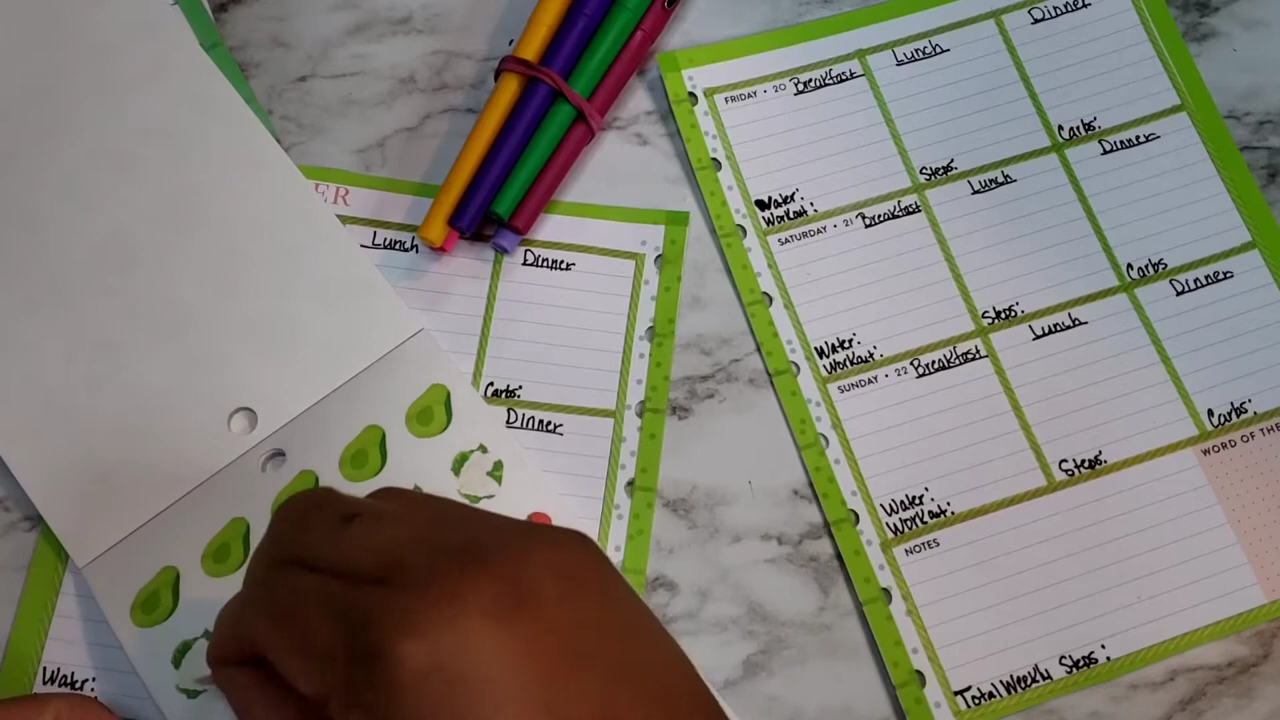 ER
Lunch
Dinner
Carbs:
Dinner
Water:
FRIDAY • 20 Breakfast
Lunch
Dinner
Water:
Workout:
Steps:
Carbs:
SATURDAY • 21 Breakfast
Lunch
Dinner
Water:
Workout:
Steps:
Carbs
SUNDAY • 22 Breakfast
Lunch
Dinner
Water:
Workout:
Steps:
Carbs:
NOTES
WORD OF THE
Total Weekly Steps: